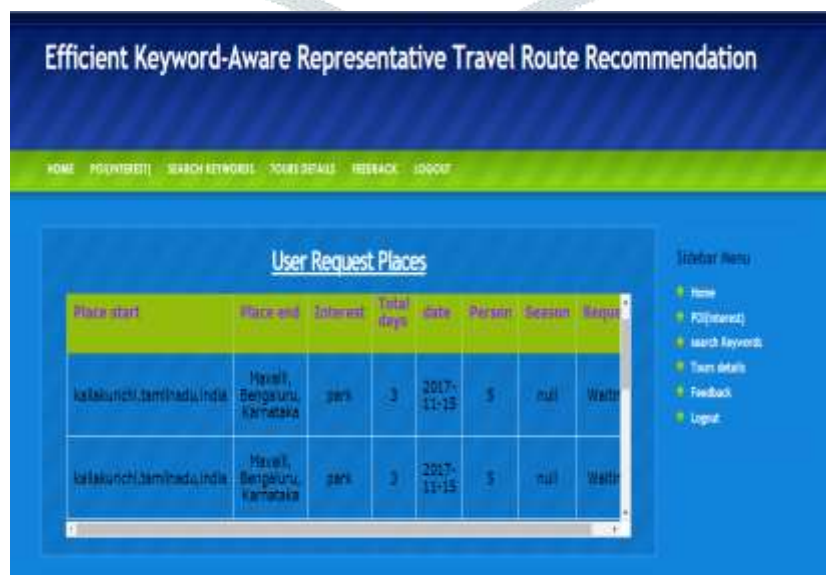 Efficient Keyword-Aware Representative Travel Route Recommendation
HOME POI(INTEREST) SEARCH KEYWORDS TOURS DETAILS FEEDBACK LOGOUT
User Request Places
Sidebar Menu
Home
POI(Interest)
search Keywords
Tours details
Feedback
Logout
Place start Place end Interest Total days date Person Season Reque
kallakurichi,tamilnadu,india Mavalli, Bengaluru, Karnataka park 3 2017-11-15 5 null Waitin
kallakurichi,tamilnadu,india Mavalli, Bengaluru, Karnataka park 3 2017-11-15 5 null Waitin